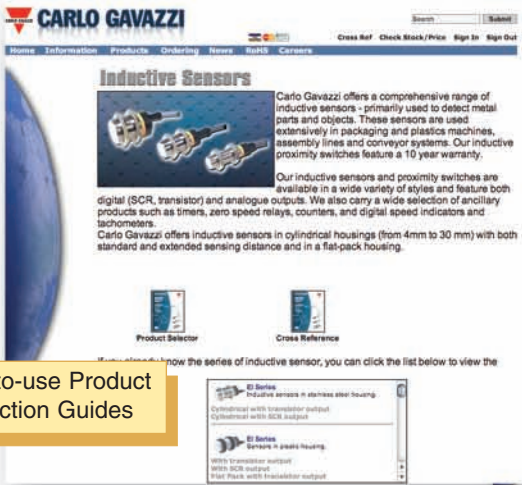 CARLO GAVAZZI
Search
Submit
Cross Ref Check Stock/Price Sign In Sign Out
Home Information Products Ordering News RoHS Careers
Inductive Sensors
Carlo Gavazzi offers a comprehensive range of
inductive sensors - primarily used to detect metal
parts and objects. These sensors are used
extensively in packaging and plastics machines,
assembly lines and conveyor systems. Our inductive
proximity switches feature a 10 year warranty.
Our inductive sensors and proximity switches are
available in a wide variety of styles and feature both
digital (SCR, transistor) and analogue outputs. We also carry a wide selection of ancillary
products such as timers, zero speed relays, counters, and digital speed indicators and
tachometers.
Carlo Gavazzi offers inductive sensors in cylindrical housings (from 4mm to 30 mm) with both
standard and extended sensing distance and in a flat-pack housing.
Product Selector
Cross Reference
If you already know the series of inductive sensor, you can click the list below to view the
to-use Product
ction Guides
EI Series
Inductive sensors in stainless steel housing.
Cylindrical with transistor output
Cylindrical with SCR output
EI Series
Sensors in plastic housing.
With transistor output
With SCR output
Flat Pack with transistor output